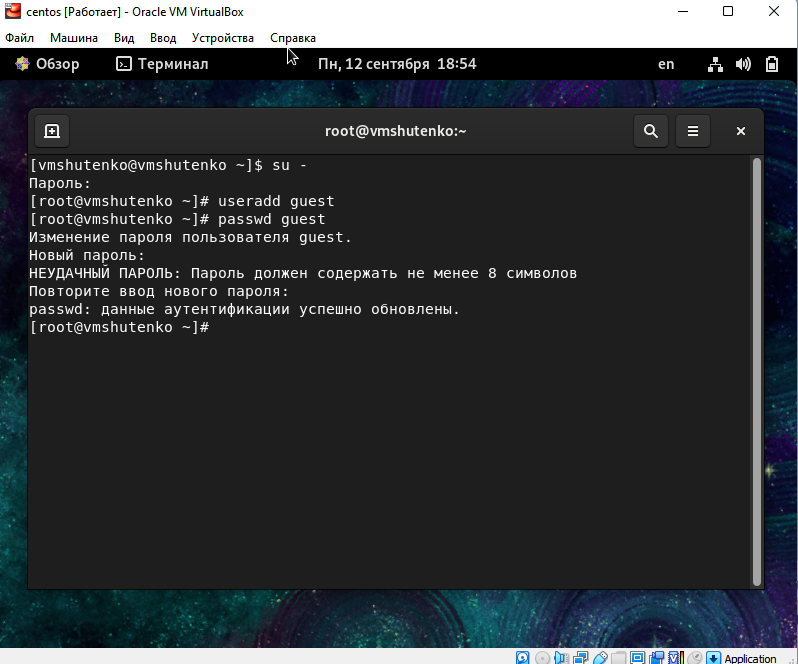 centos [Работает] - Oracle VM VirtualBox
Файл Машина Вид Ввод Устройства Справка
Обзор Терминал Пн, 12 сентября 18:54 en
root@vmshutenko:~
[vmshutenko@vmshutenko ~]$ su -
Пароль:
[root@vmshutenko ~]# useradd guest
[root@vmshutenko ~]# passwd guest
Изменение пароля пользователя guest.
Новый пароль:
НЕУДАЧНЫЙ ПАРОЛЬ: Пароль должен содержать не менее 8 символов
Повторите ввод нового пароля:
passwd: данные аутентификации успешно обновлены.
[root@vmshutenko ~]#
Application